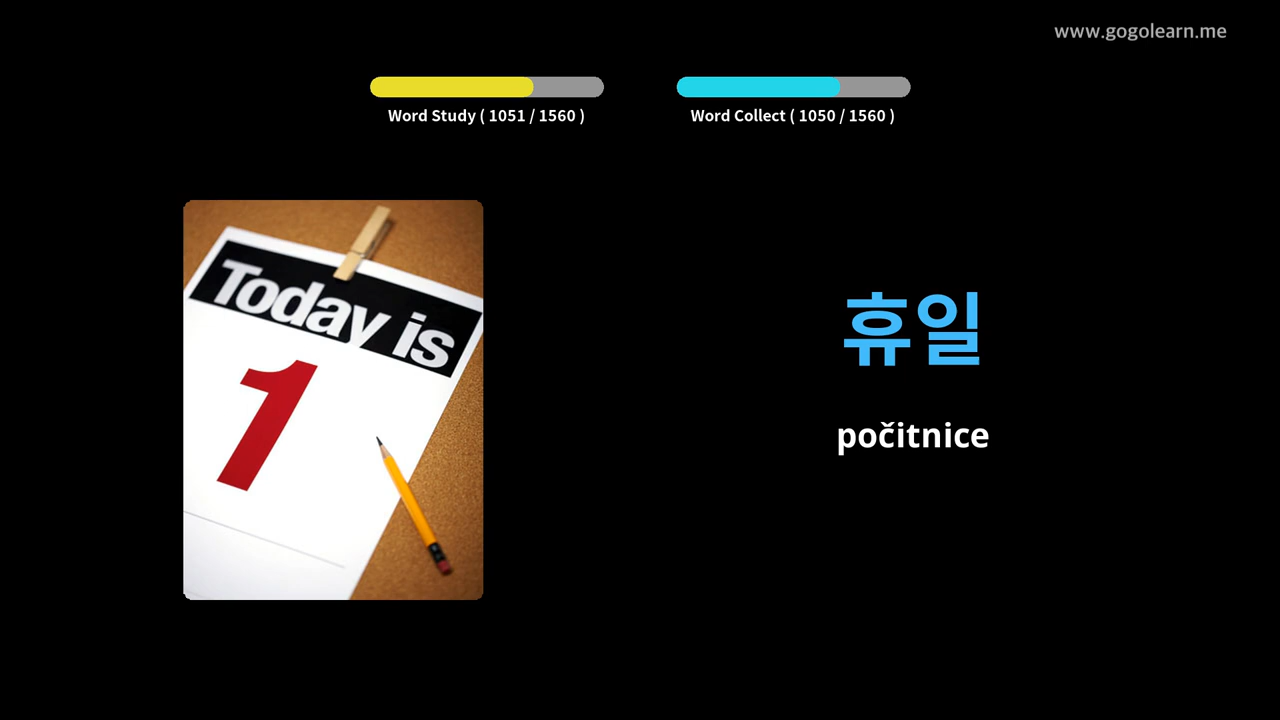 www.gogolearn.me
Word Study ( 1051 / 1560 )
Word Collect ( 1050 / 1560 )
Today is
1
휴일
počitnice